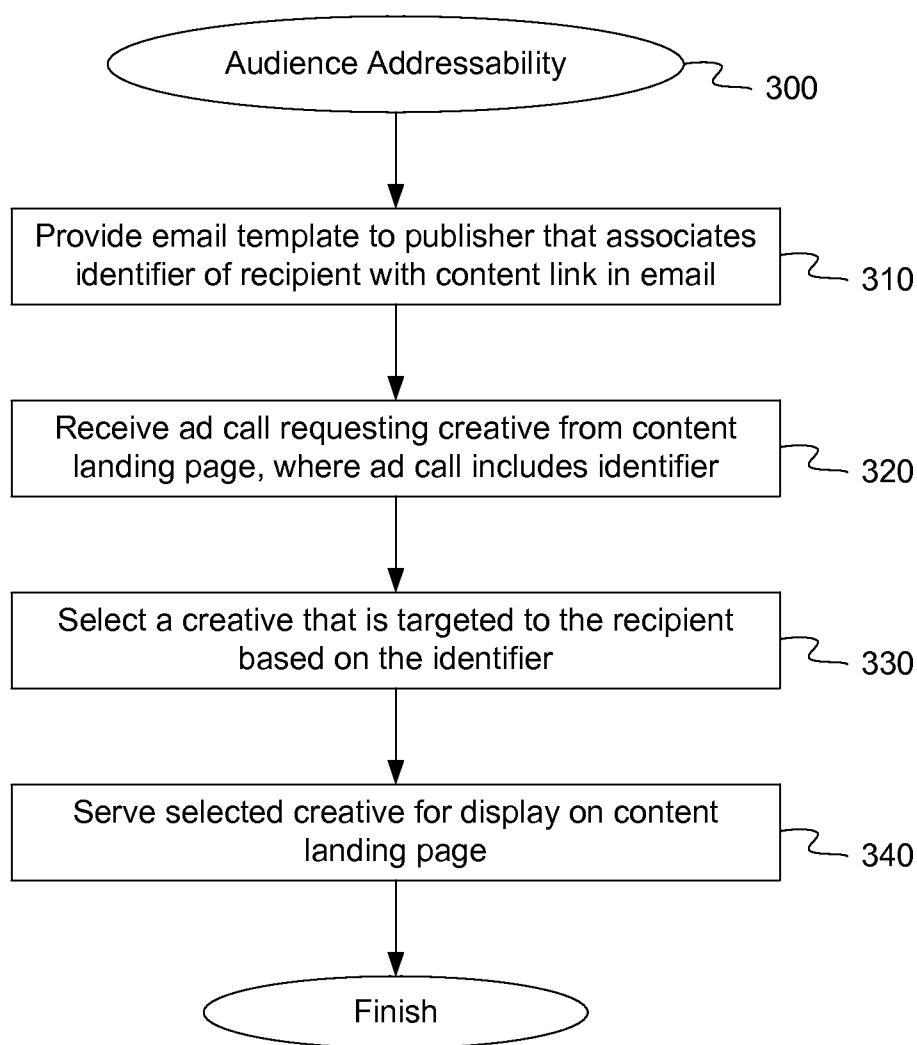 Audience Addressability
300
Provide email template to publisher that associates
identifier of recipient with content link in email
310
Receive ad call requesting creative from content
landing page, where ad call includes identifier
320
Select a creative that is targeted to the recipient
based on the identifier
330
Serve selected creative for display on content
landing page
340
Finish